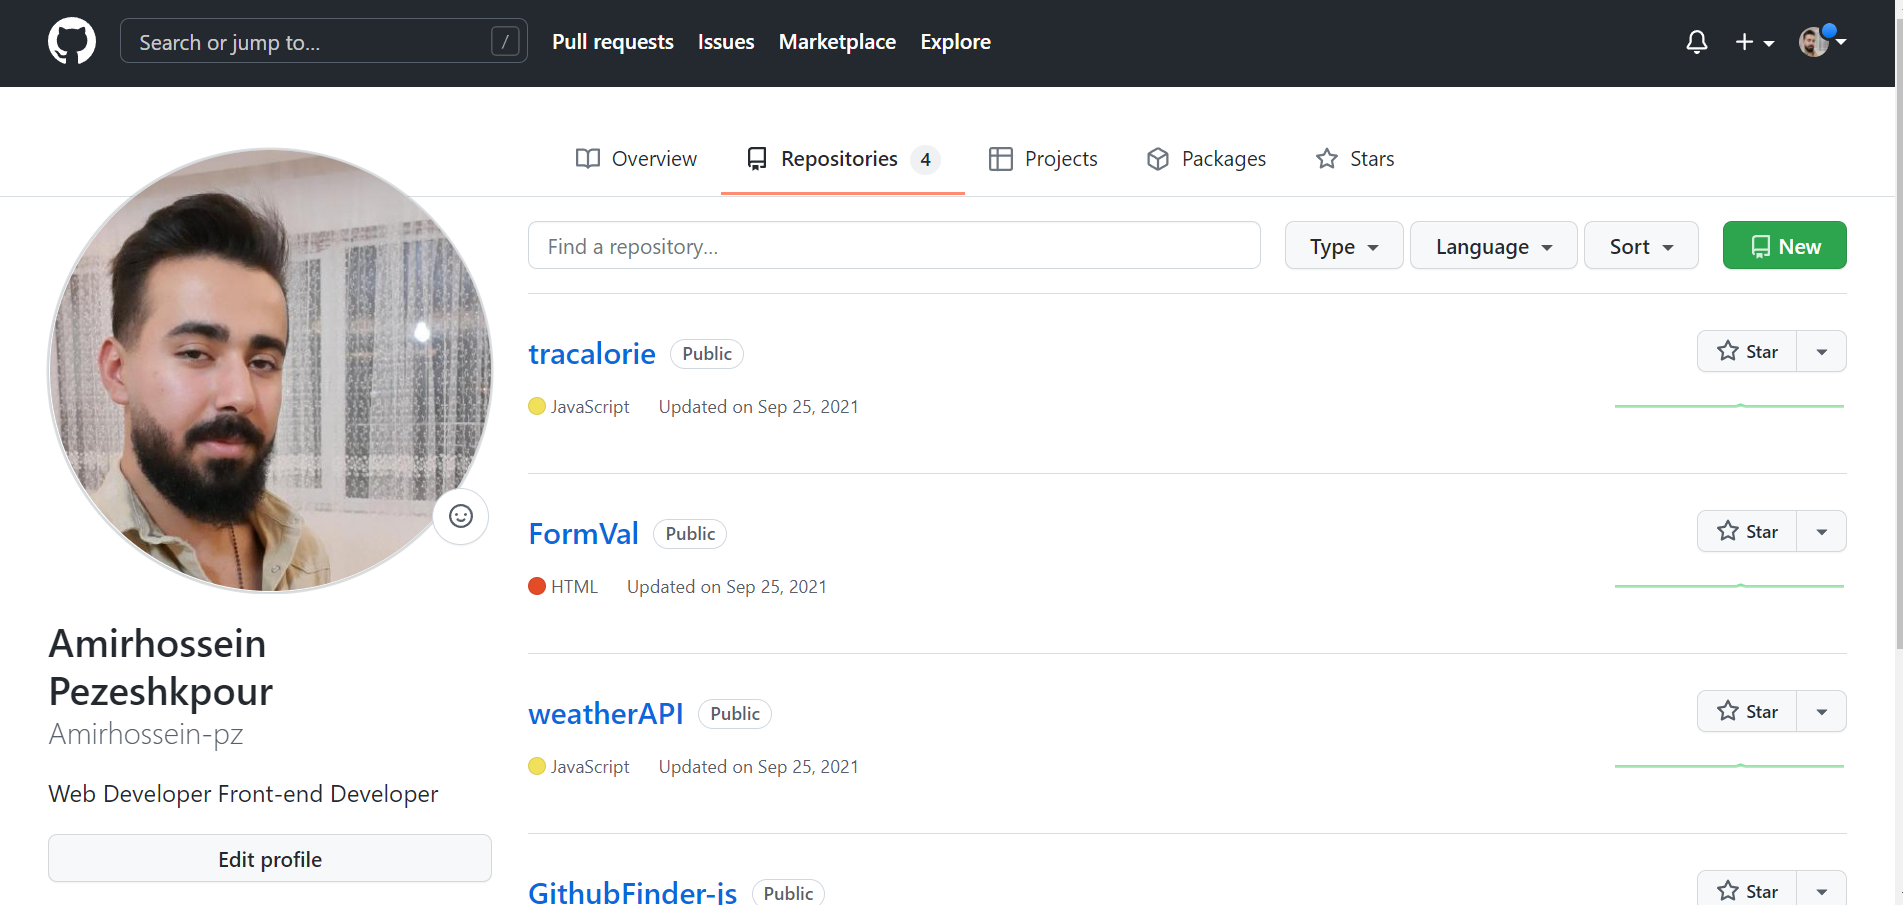 Search or jump to... / Pull requests Issues Marketplace Explore
Overview Repositories 4 Projects Packages Stars
Find a repository... Type Language Sort New
tracalorie Public Star
JavaScript Updated on Sep 25, 2021
FormVal Public Star
HTML Updated on Sep 25, 2021
weatherAPI Public Star
JavaScript Updated on Sep 25, 2021
GithubFinder-js Public Star
Amirhossein
Pezeshkpour
Amirhossein-pz
Web Developer Front-end Developer
Edit profile